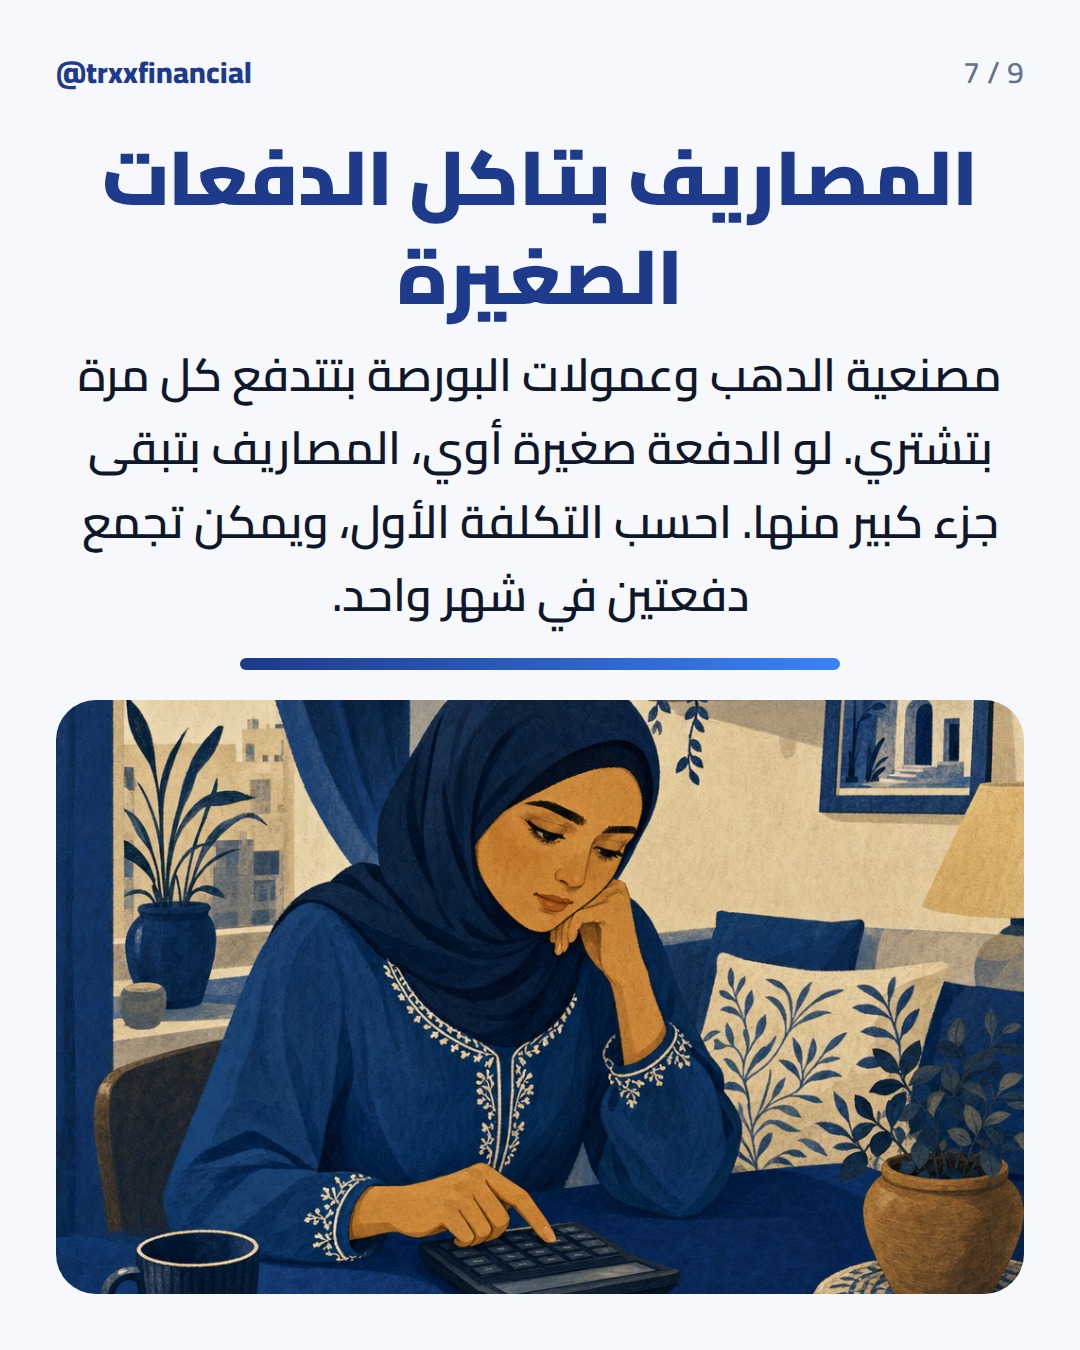 @trxxfinancial
7 / 9
المصاريف بتاكل الدفعات
الصغيرة
مصنعية الدهب وعمولات البورصة بتتدفع كل مرة
بتشتري. لو الدفعة صغيرة أوي، المصاريف بتبقى
جزء كبير منها. احسب التكلفة الأول، ويمكن تجمع
دفعتين في شهر واحد.